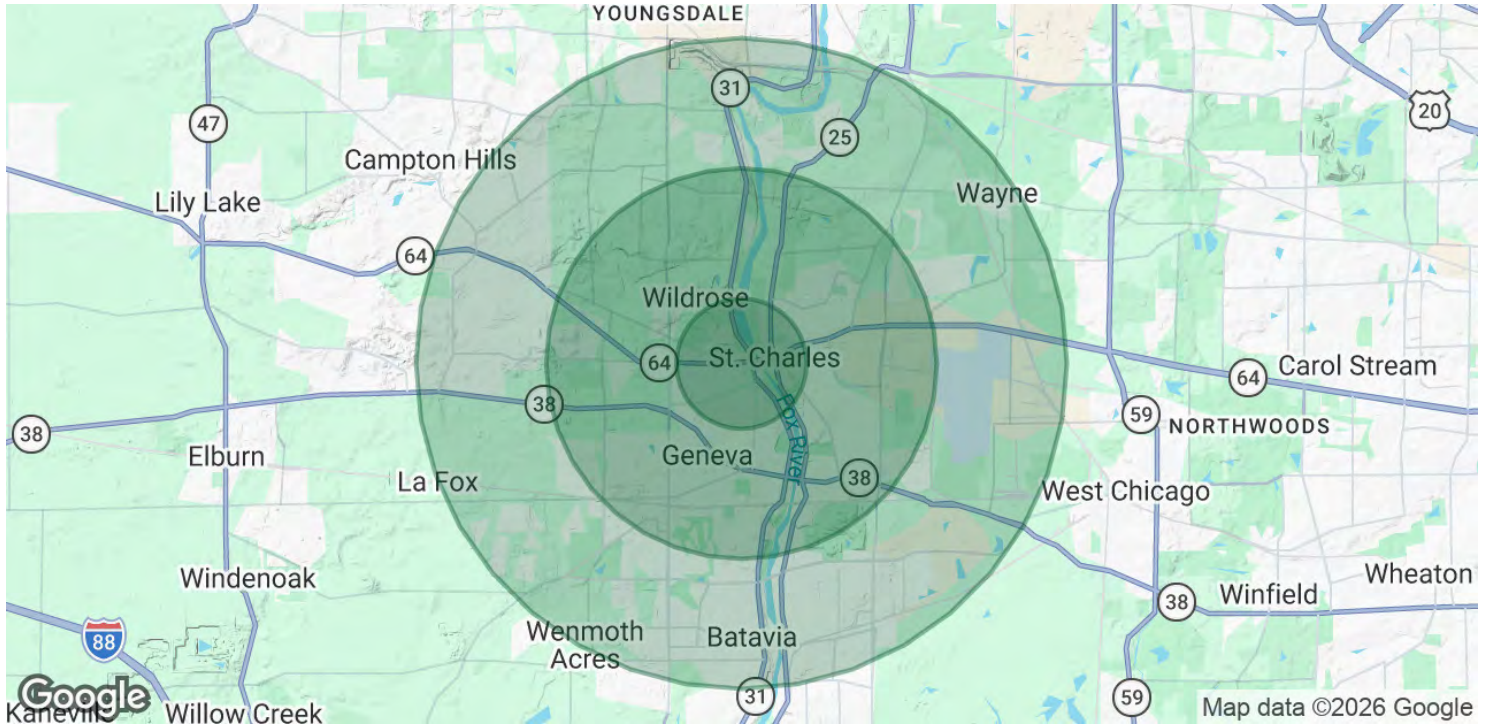 YOUNGSDALE
31
20
47
25
Campton Hills
Wayne
Lily Lake
64
Wildrose
St. Charles
64
Carol Stream
64
38
59
NORTHWOODS
38
Fox River
Geneva
Elburn
La Fox
38
West Chicago
Windenoak
Wheaton
Winfield
38
88
Wenmoth
Acres
Batavia
31
59
Google
Kaneville
Willow Creek
Map data ©2026 Google